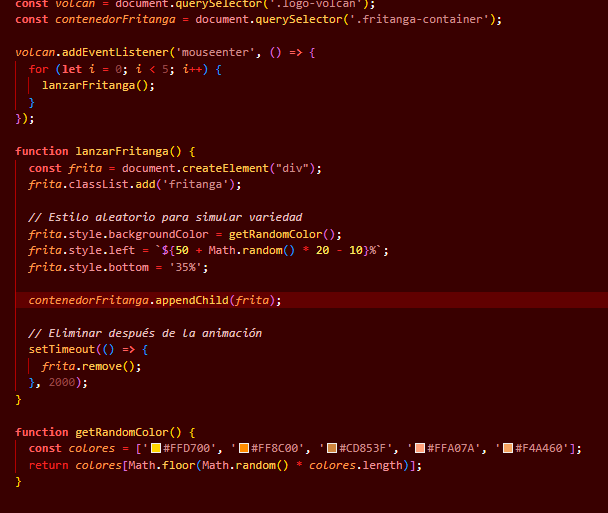 const volcan = document.querySelector('.logo-volcan');
const contenedorFritanga = document.querySelector('.fritanga-container');
volcan.addEventListener('mouseenter', () => {
for (let i = 0; i < 5; i++) {
lanzarFritanga();
}
});
function lanzarFritanga() {
const frita = document.createElement("div");
frita.classList.add('fritanga');
// Estilo aleatorio para simular variedad
frita.style.backgroundColor = getRandomColor();
frita.style.left = `${50 + Math.random() * 20 - 10}%`;
frita.style.bottom = '35%';
contenedorFritanga.appendChild(frita);
// Eliminar después de la animación
setTimeout(() => {
frita.remove();
}, 2000);
}
function getRandomColor() {
const colores = ['#FFD700', '#FF8C00', '#CD853F', '#FFA07A', '#F4A460'];
return colores[Math.floor(Math.random() * colores.length)];
}